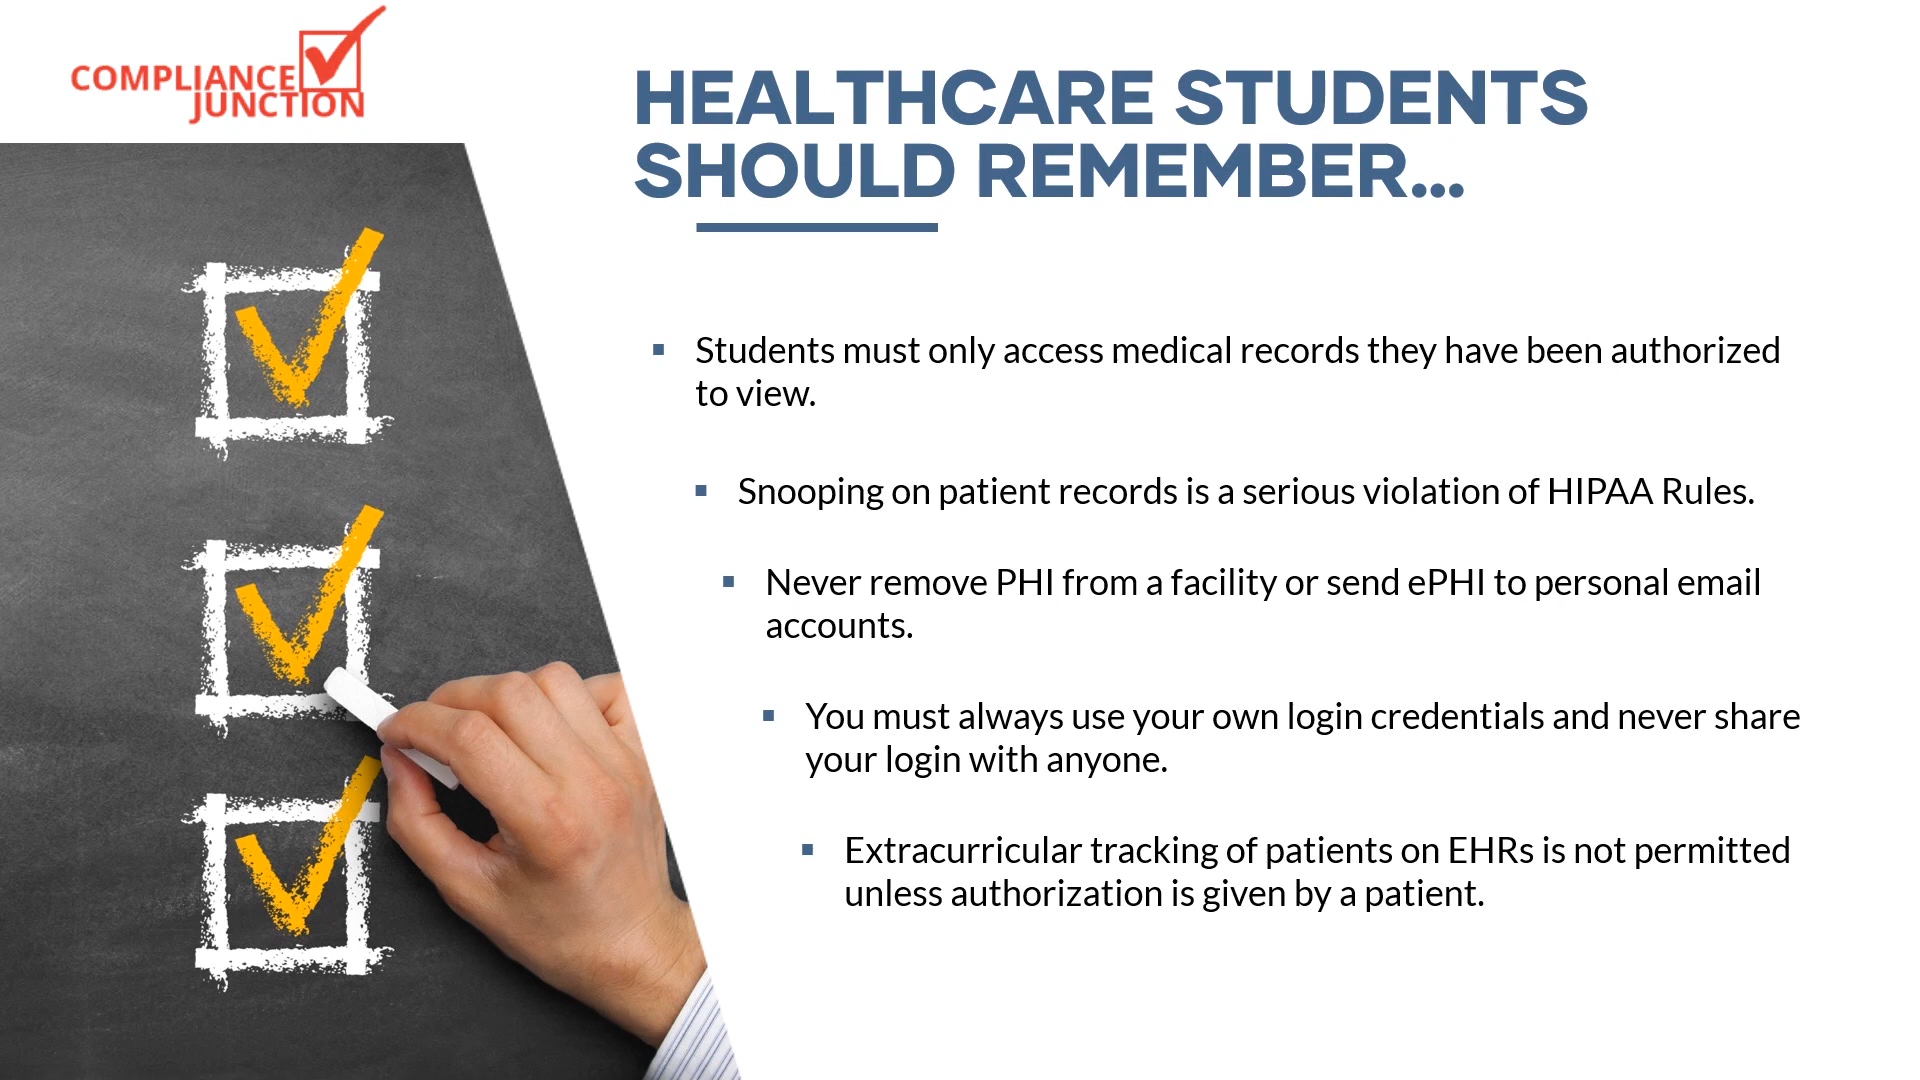 COMPLIANCE
JUNCTION
HEALTHCARE STUDENTS
SHOULD REMEMBER...
Students must only access medical records they have been authorized
to view.
Snooping on patient records is a serious violation of HIPAA Rules.
Never remove PHI from a facility or send ePHI to personal email
accounts.
You must always use your own login credentials and never share
your login with anyone.
Extracurricular tracking of patients on EHRs is not permitted
unless authorization is given by a patient.